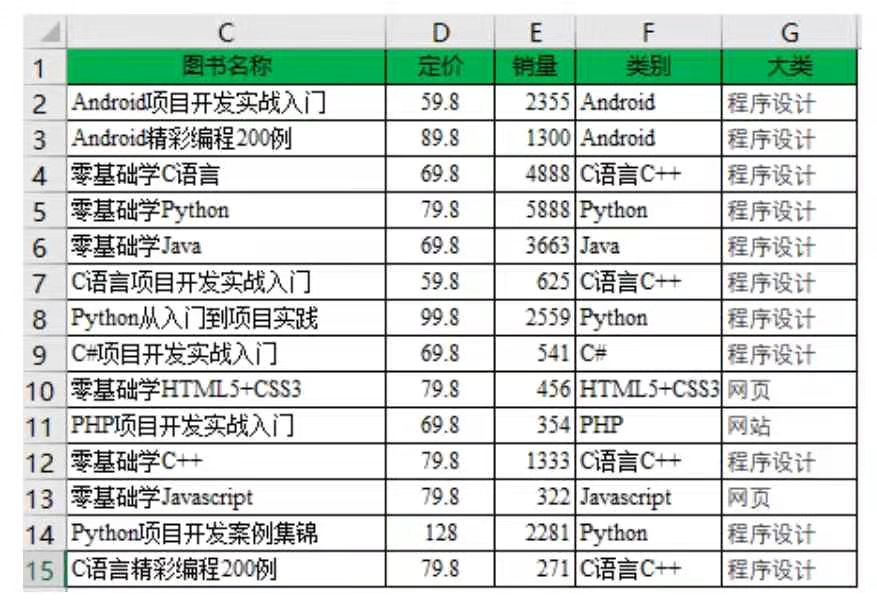 C D E F G
1 图书名称 定价 销量 类别 大类
2 Android项目开发实战入门 59.8 2355 Android 程序设计
3 Android精彩编程200例 89.8 1300 Android 程序设计
4 零基础学C语言 69.8 4888 C语言C++ 程序设计
5 零基础学Python 79.8 5888 Python 程序设计
6 零基础学Java 69.8 3663 Java 程序设计
7 C语言项目开发实战入门 59.8 625 C语言C++ 程序设计
8 Python从入门到项目实践 99.8 2559 Python 程序设计
9 C#项目开发实战入门 69.8 541 C# 程序设计
10 零基础学HTML5+CSS3 79.8 456 HTML5+CSS3 网页
11 PHP项目开发实战入门 69.8 354 PHP 网站
12 零基础学C++ 79.8 1333 C语言C++ 程序设计
13 零基础学Javascript 79.8 322 Javascript 网页
14 Python项目开发案例集锦 128 2281 Python 程序设计
15 C语言精彩编程200例 79.8 271 C语言C++ 程序设计